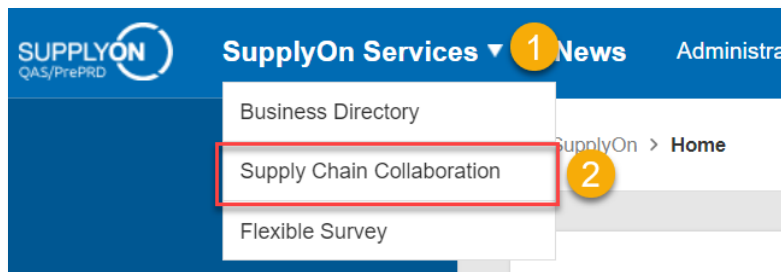 SUPPLYON
QAS/PrePRD
SupplyOn Services ▼ 1 News Administra
Business Directory
SupplyOn > Home
Supply Chain Collaboration 2
Flexible Survey